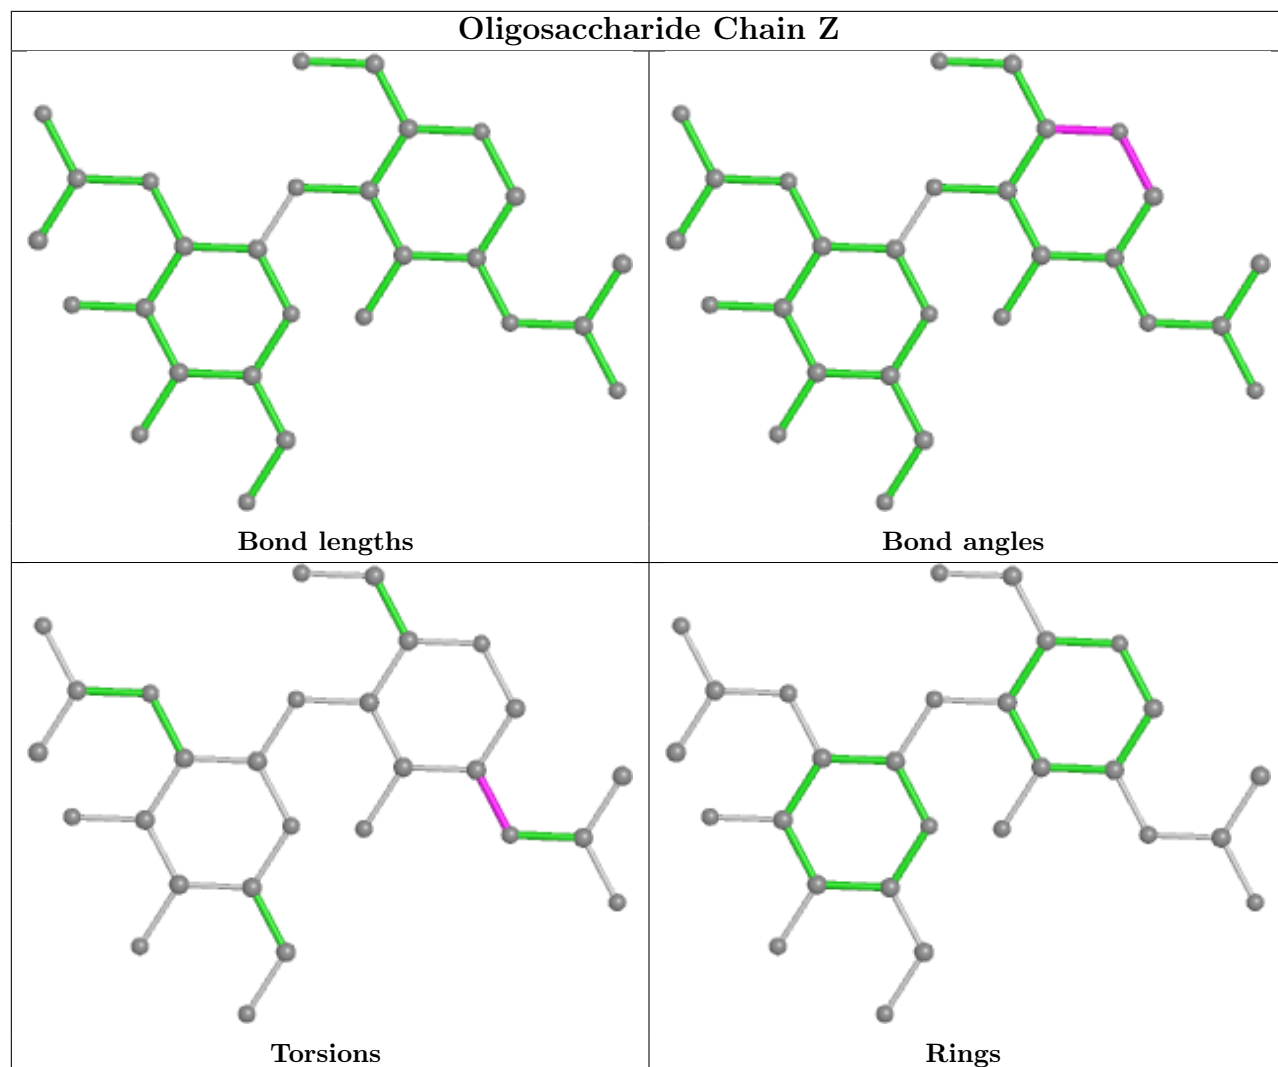 Oligosaccharide Chain Z
Bond lengths
Bond angles
Torsions
Rings